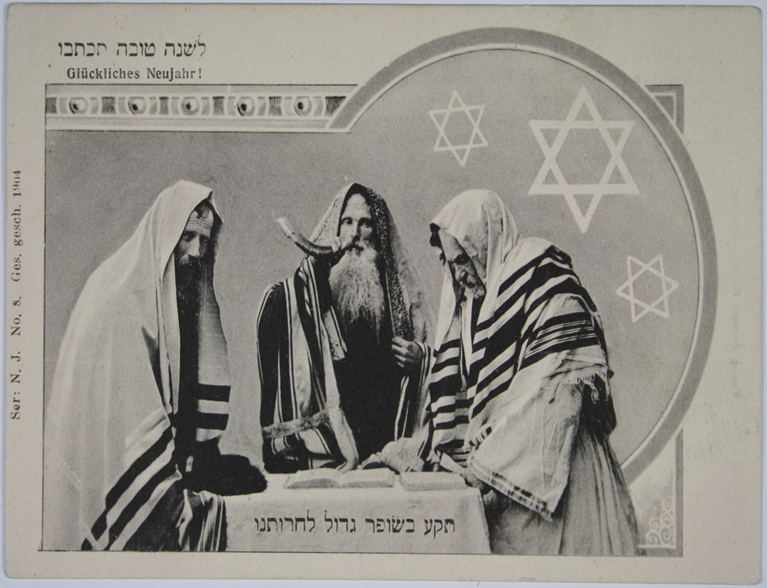 לשנה טובה תכתבו
Glückliches Neujahr!
Ser: N. J. No. 8. Ges. gesch. 1904
תקע בשופר גדול לחרותנו